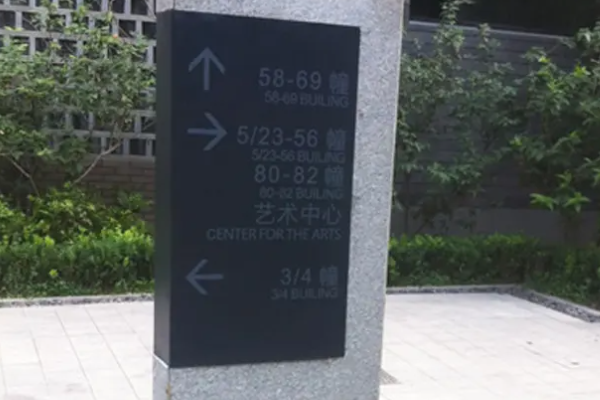 58-69 幢
58-69 BUILING
5/23-56 幢
5/23-56 BUILING
80-82 幢
80-82 BUILING
艺术中心
CENTER FOR THE ARTS
3/4 幢
3/4 BUILING